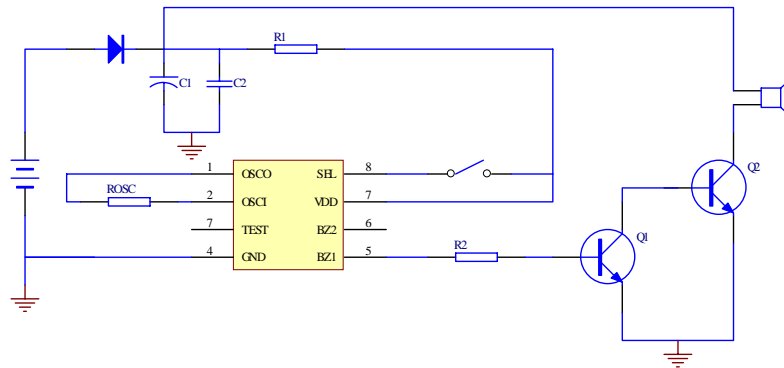 R1
C1
C2
1 OSCO SEL 8
ROSC
2 OSCI VDD 7
Q2
7 TEST BZ2 6
Q1
R2
4 GND BZ1 5